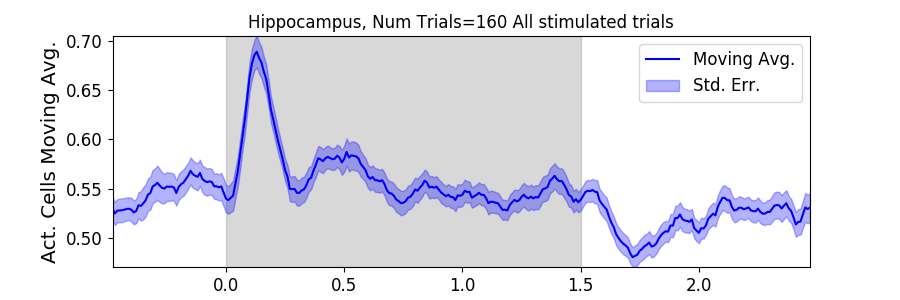 Hippocampus, Num Trials=160 All stimulated trials
Act. Cells Moving Avg.
0.70
0.65
0.60
0.55
0.50
Moving Avg.
Std. Err.
0.0 0.5 1.0 1.5 2.0